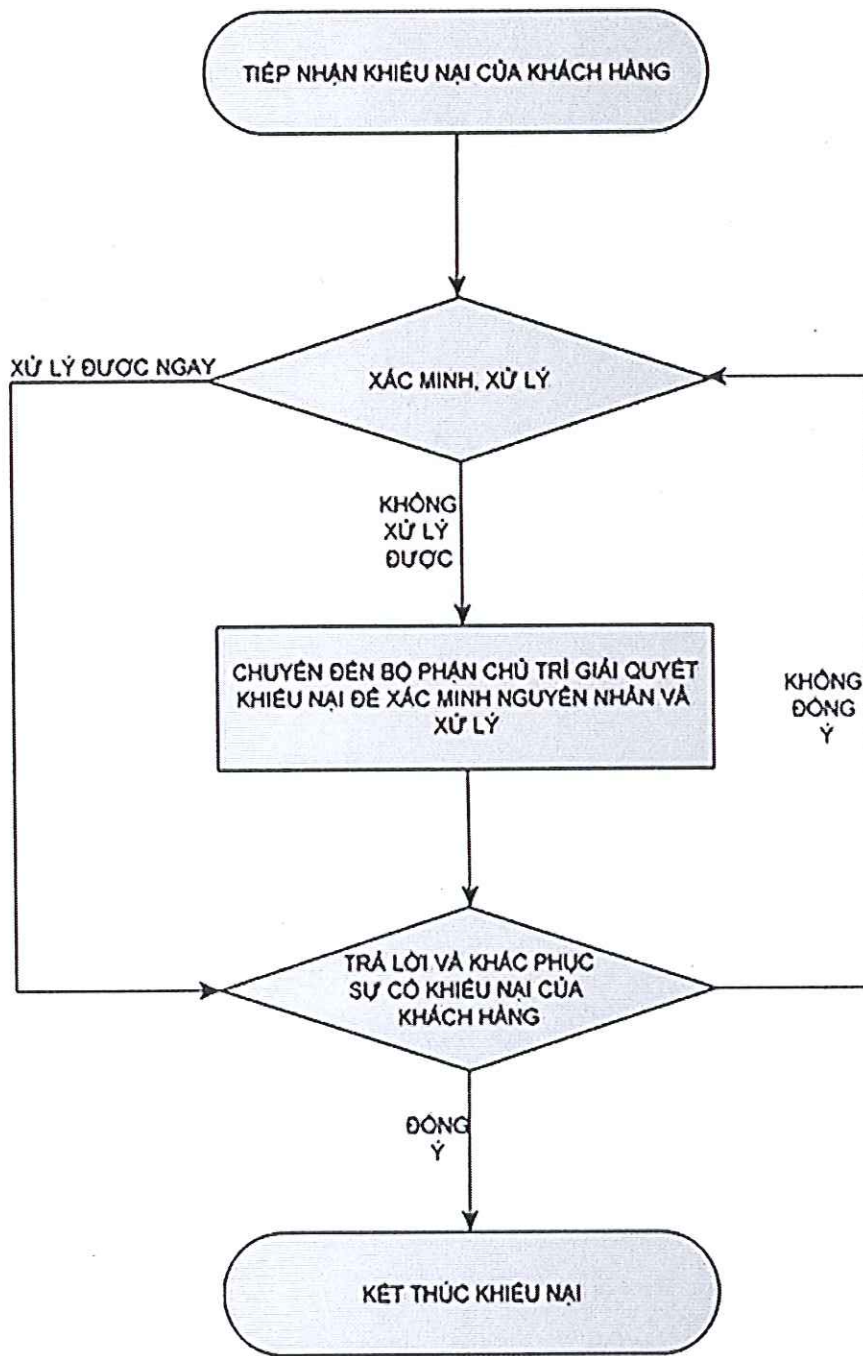 TIẾP NHẬN KHIẾU NẠI CỦA KHÁCH HÀNG
XỬ LÝ ĐƯỢC NGAY
XÁC MINH, XỬ LÝ
KHÔNG
XỬ LÝ
ĐƯỢC
CHUYỂN ĐẾN BỘ PHẬN CHỦ TRÌ GIẢI QUYẾT
KHIẾU NẠI ĐỂ XÁC MINH NGUYÊN NHÂN VÀ
XỬ LÝ
KHÔNG
ĐỒNG
Ý
TRẢ LỜI VÀ KHẮC PHỤC
SỰ CỐ KHIẾU NẠI CỦA
KHÁCH HÀNG
ĐỒNG
Ý
KẾT THÚC KHIẾU NẠI